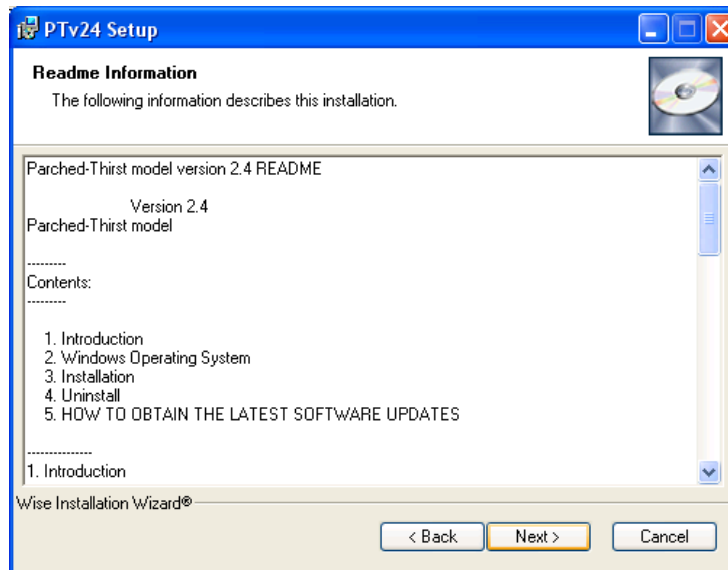 PTv24 Setup
Readme Information
The following information describes this installation.
Parched-Thirst model version 2.4 README
Version 2.4
Parched-Thirst model
---------
Contents:
---------
1. Introduction
2. Windows Operating System
3. Installation
4. Uninstall
5. HOW TO OBTAIN THE LATEST SOFTWARE UPDATES
---------------
1. Introduction
Wise Installation Wizard®
< Back
Next >
Cancel